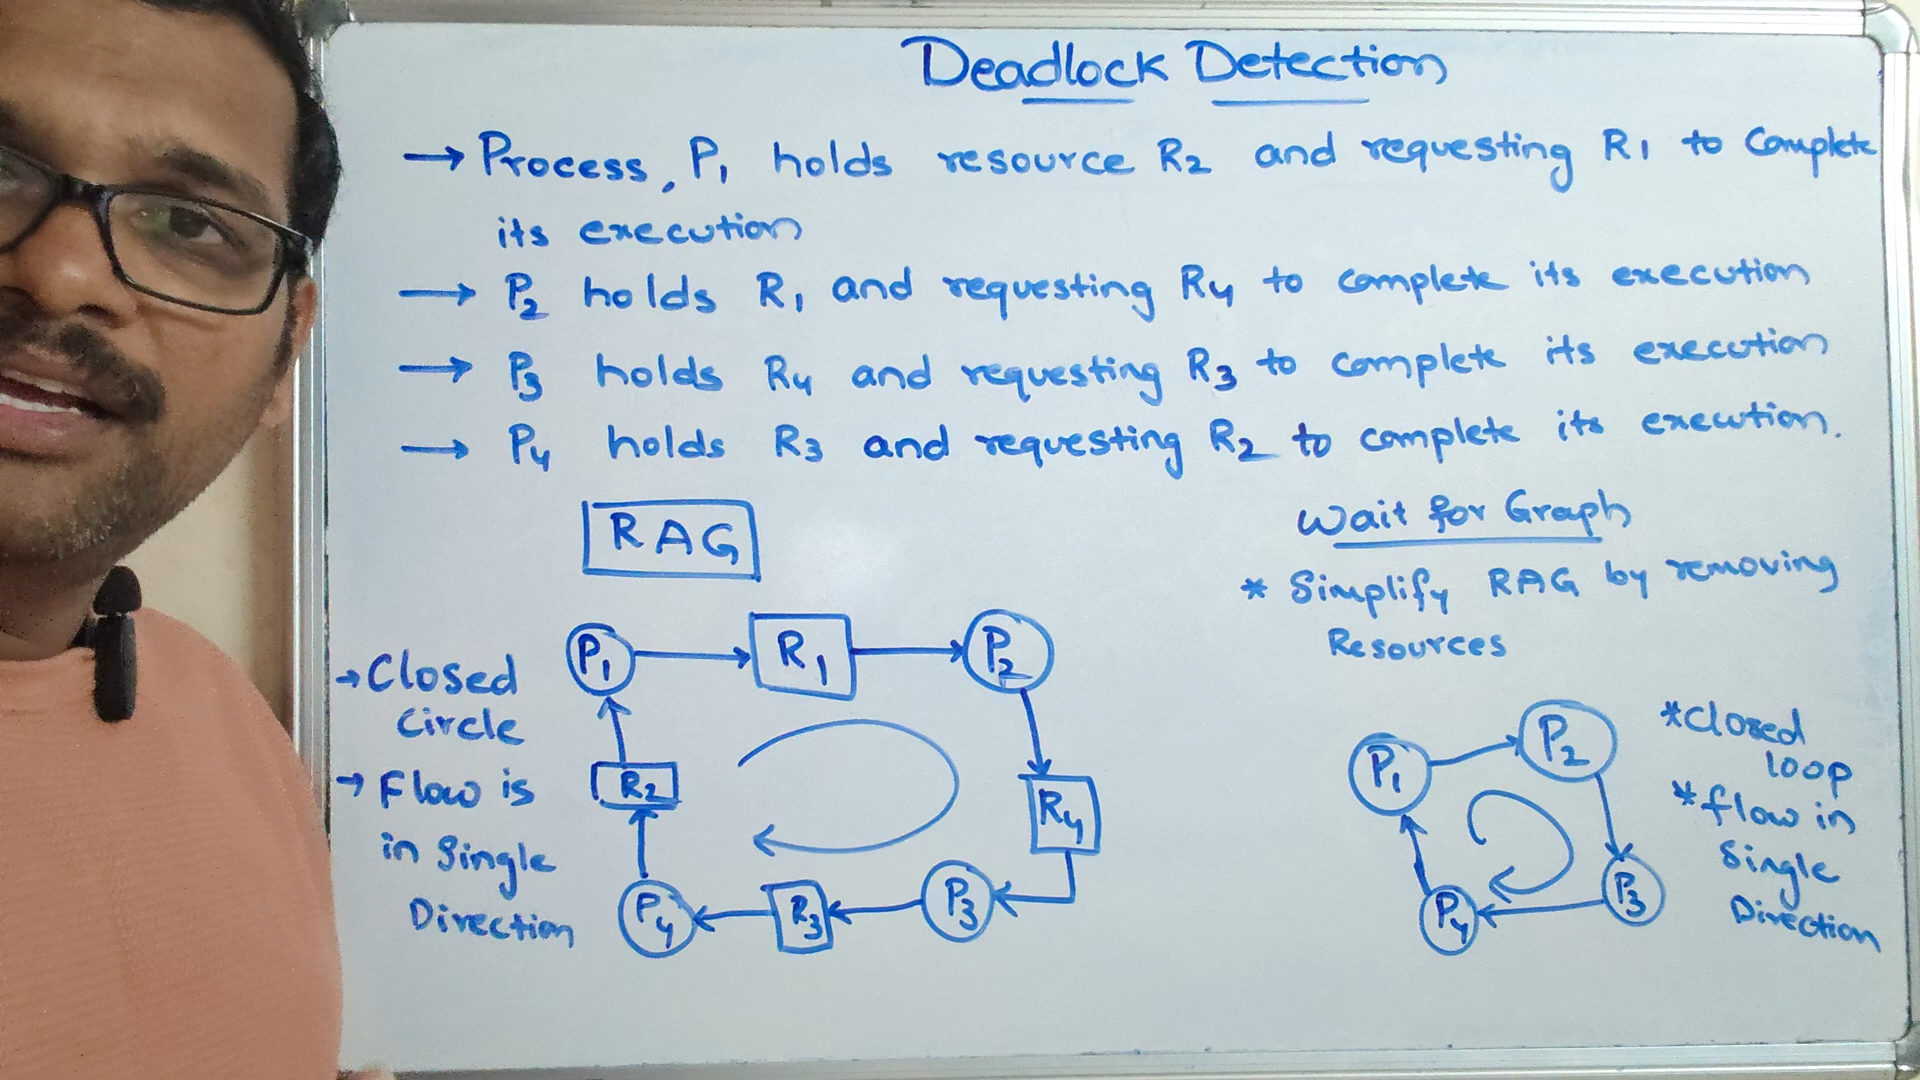 Deadlock Detection
→ Process, P1 holds resource R2 and requesting R1 to Complete
its execution
→ P2 holds R1 and requesting R4 to complete its execution
→ P3 holds R4 and requesting R3 to complete its execution
→ P4 holds R3 and requesting R2 to complete its execution.
RAG
P1 R1 P2
R2 R4
P4 R3 P3
→ Closed
Circle
→ Flow is
in Single
Direction
Wait for Graph
* Simplify RAG by removing
Resources
P1 P2
P4 P3
* Closed
loop
* flow in
Single
Direction